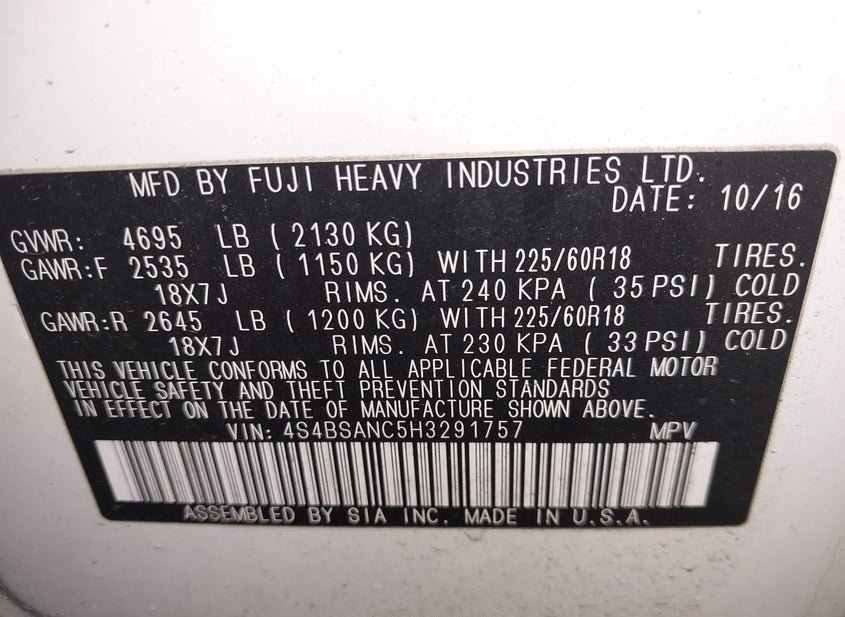 MFD BY FUJI HEAVY INDUSTRIES LTD.
DATE: 10/16
GVWR: 4695 LB ( 2130 KG)
GAWR:F 2535 LB ( 1150 KG) WITH 225/60R18 TIRES.
18X7J RIMS. AT 240 KPA ( 35 PSI) COLD
GAWR:R 2645 LB ( 1200 KG) WITH 225/60R18 TIRES.
18X7J RIMS. AT 230 KPA ( 33 PSI) COLD
THIS VEHICLE CONFORMS TO ALL APPLICABLE FEDERAL MOTOR
VEHICLE SAFETY AND THEFT PREVENTION STANDARDS
IN EFFECT ON THE DATE OF MANUFACTURE SHOWN ABOVE.
VIN: 4S4BSANC5H3291757 MPV
ASSEMBLED BY SIA INC. MADE IN U.S.A.